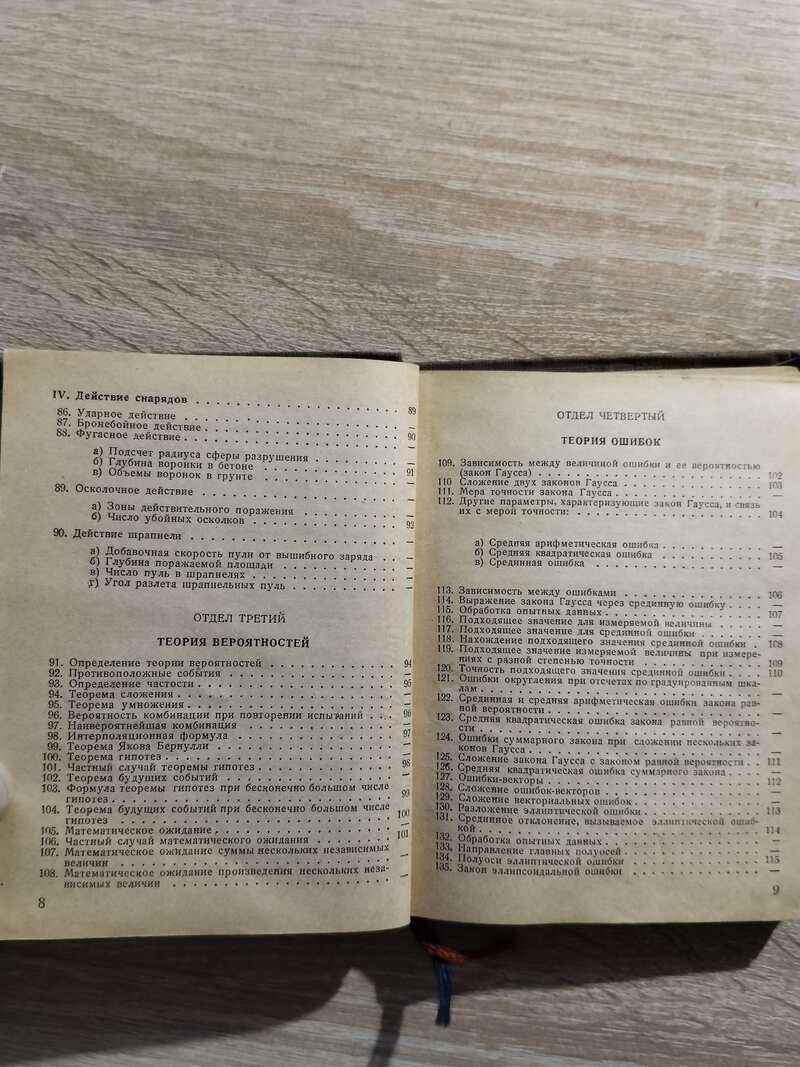 IV. Действие снарядов . . . . . . . . . . . . . . . . . . 89
86. Ударное действие . . . . . . . . . . . . . . . . . . —
87. Бронебойное действие . . . . . . . . . . . . . . . . —
88. Фугасное действие . . . . . . . . . . . . . . . . . . 90
а) Подсчет радиуса сферы разрушения . . . . . . . —
б) Глубина воронки в бетоне . . . . . . . . . . . —
в) Объемы воронок в грунте . . . . . . . . . . . 91
89. Осколочное действие . . . . . . . . . . . . . . . . —
а) Зоны действительного поражения . . . . . . . . —
б) Число убойных осколков . . . . . . . . . . . . 92
90. Действие шрапнели . . . . . . . . . . . . . . . . . —
а) Добавочная скорость пули от вышибного заряда . . —
б) Глубина поражаемой площади . . . . . . . . . . —
в) Число пуль в шрапнелях . . . . . . . . . . . . —
г) Угол разлета шрапнельных пуль . . . . . . . . . —
ОТДЕЛ ТРЕТИЙ
ТЕОРИЯ ВЕРОЯТНОСТЕЙ
91. Определение теории вероятностей . . . . . . . . . . 94
92. Противоположные события . . . . . . . . . . . . . . —
93. Определение частости . . . . . . . . . . . . . . . . 95
94. Теорема сложения . . . . . . . . . . . . . . . . . . —
95. Теорема умножения . . . . . . . . . . . . . . . . . —
96. Вероятность комбинации при повторении испытаний . . . 96
97. Наивероятнейшая комбинация . . . . . . . . . . . . —
98. Интерполяционная формула . . . . . . . . . . . . . 97
99. Теорема Якова Бернулли . . . . . . . . . . . . . . —
100. Теорема гипотез . . . . . . . . . . . . . . . . . . —
101. Частный случай теоремы гипотез . . . . . . . . . . 98
102. Теорема будущих событий . . . . . . . . . . . . . . —
103. Формула теоремы гипотез при бесконечно большом числе
гипотез . . . . . . . . . . . . . . . . . . . . . . 99
104. Теорема будущих событий при бесконечно большом числе
гипотез . . . . . . . . . . . . . . . . . . . . . . 100
105. Математическое ожидание . . . . . . . . . . . . . . —
106. Частный случай математического ожидания . . . . . . 101
107. Математическое ожидание суммы нескольких независимых
величин . . . . . . . . . . . . . . . . . . . . . . —
108. Математическое ожидание произведения нескольких неза-
висимых величин . . . . . . . . . . . . . . . . . . —
8
ОТДЕЛ ЧЕТВЕРТЫЙ
ТЕОРИЯ ОШИБОК
109. Зависимость между величиной ошибки и ее вероятностью
(закон Гаусса) . . . . . . . . . . . . . . . . . . 102
110 Сложение двух законов Гаусса . . . . . . . . . . . 103
111. Мера точности закона Гаусса . . . . . . . . . . . . —
112. Другие параметры, характеризующие закон Гаусса, и связь
их с мерой точности: . . . . . . . . . . . . . . . 104
а) Средняя арифметическая ошибка . . . . . . . . . —
б) Средняя квадратическая ошибка . . . . . . . . . 105
в) Срединная ошибка . . . . . . . . . . . . . . . —
113. Зависимость между ошибками . . . . . . . . . . . . 106
114. Выражение закона Гаусса через срединную ошибку . . . . —
115. Обработка опытных данных . . . . . . . . . . . . . . 107
116. Подходящее значение для измеряемой величины . . . . . —
117. Подходящее значение для срединной ошибки . . . . . . —
118. Нахождение подходящего значения срединной ошибки . 108
119. Подходящее значение измеряемой величины при измере-
ниях с разной степенью точности . . . . . . . . . . 109
120. Точность подходящего значения срединной ошибки . . . . 110
121. Ошибки округления при отсчетах по градуированным шка-
лам . . . . . . . . . . . . . . . . . . . . . . . . —
122. Срединная и средняя арифметическая ошибки закона рав-
ной вероятности . . . . . . . . . . . . . . . . . . —
123. Средняя квадратическая ошибка закона равной вероятно-
сти . . . . . . . . . . . . . . . . . . . . . . . . —
124. Ошибки суммарного закона при сложении нескольких за-
конов Гаусса . . . . . . . . . . . . . . . . . . . —
125. Сложение закона Гаусса с законом равной вероятности . . 111
126. Средняя квадратическая ошибка суммарного закона . . . . —
127. Ошибки-векторы . . . . . . . . . . . . . . . . . . 112
128. Сложение ошибок-векторов . . . . . . . . . . . . . —
129. Сложение векториальных ошибок . . . . . . . . . . . —
130. Разложение эллиптической ошибки . . . . . . . . . . 113
131. Срединное отклонение, вызываемое эллиптической ошиб-
кой . . . . . . . . . . . . . . . . . . . . . . . . 114
132. Обработка опытных данных . . . . . . . . . . . . . . —
133. Направление главных полуосей . . . . . . . . . . . . —
134. Полуоси эллиптической ошибки . . . . . . . . . . . 115
135. Закон эллипсоидальной ошибки . . . . . . . . . . . —
9